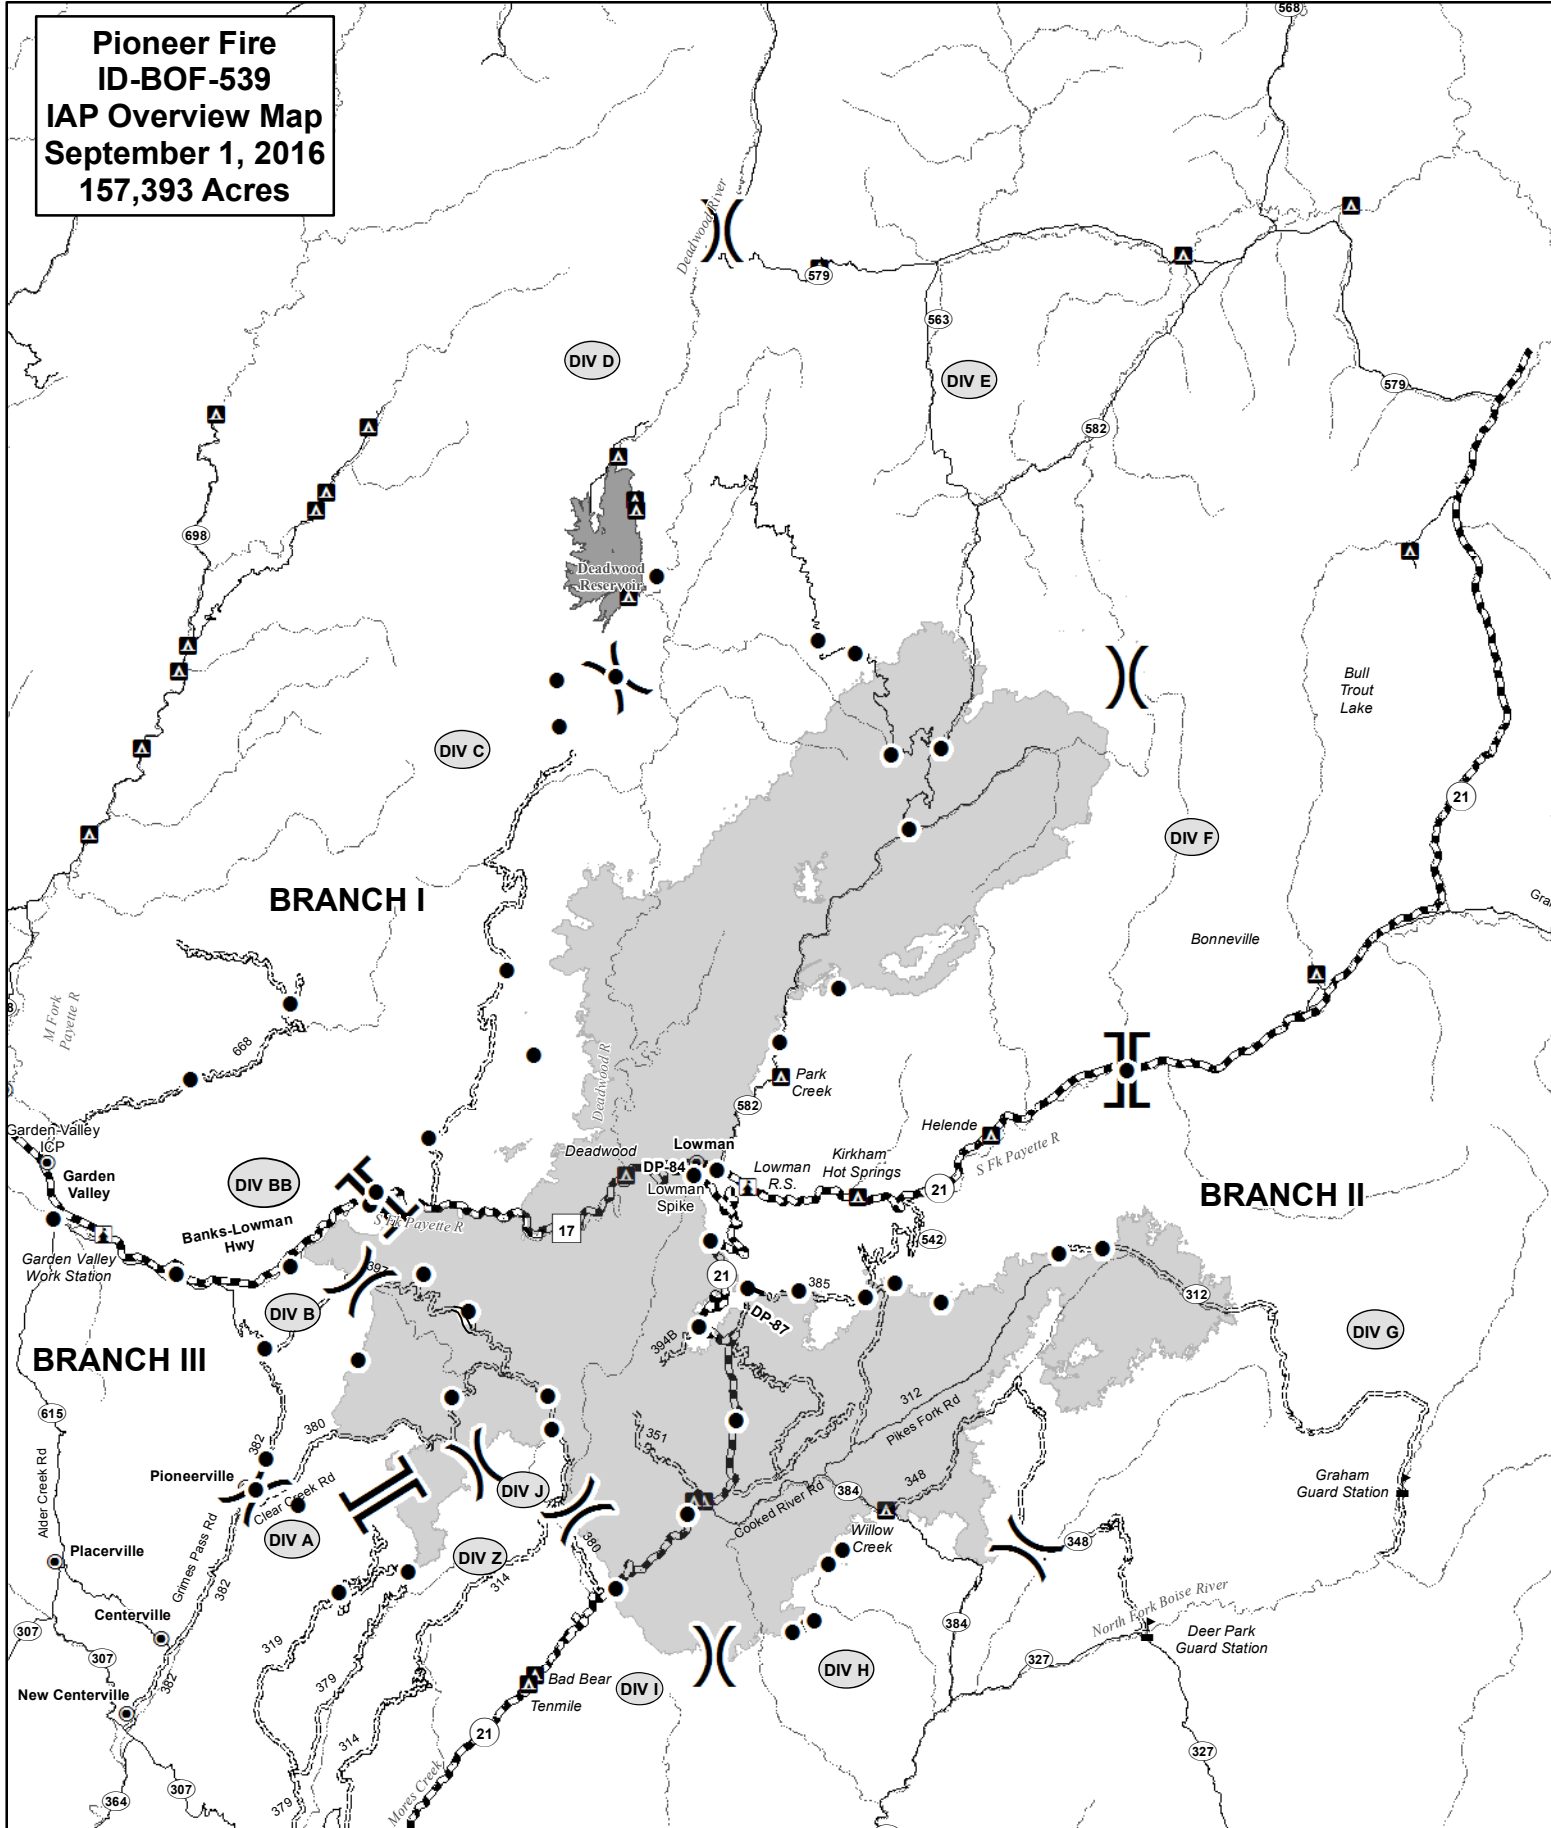 Pioneer Fire
ID-BOF-539
IAP Overview Map
September 1, 2016
157,393 Acres
568
Deadwood River
579
563
DIV D
DIV E
579
582
698
Deadwood
Reservoir
Bull
Trout
Lake
DIV C
21
DIV F
BRANCH I
Bonneville
M Fork
Payette R
668
Deadwood R
Park
Creek
582
Helende
S Fk Payette R
Garden Valley
ICP
Garden
Valley
Deadwood
Lowman
DP-84
Lowman
Spike
Lowman
R.S.
Kirkham
Hot Springs
21
BRANCH II
DIV BB
Banks-Lowman
Hwy
S Fk Payette R
17
542
Garden Valley
Work Station
397
21
385
312
DIV B
DP-87
DIV G
BRANCH III
394B
615
380
312
Pikes Fork Rd
382
351
Alder Creek Rd
Pioneerville
Clear Creek Rd
DIV J
348
384
Cooked River Rd
Graham
Guard Station
DIV A
Grimes Pass Rd
380
Willow
Creek
348
Placerville
DIV Z
314
382
North Fork Boise River
Centerville
307
319
384
Deer Park
Guard Station
307
327
382
379
Bad Bear
Tenmile
DIV I
DIV H
New Centerville
314
21
327
307
364
379
Mores Creek